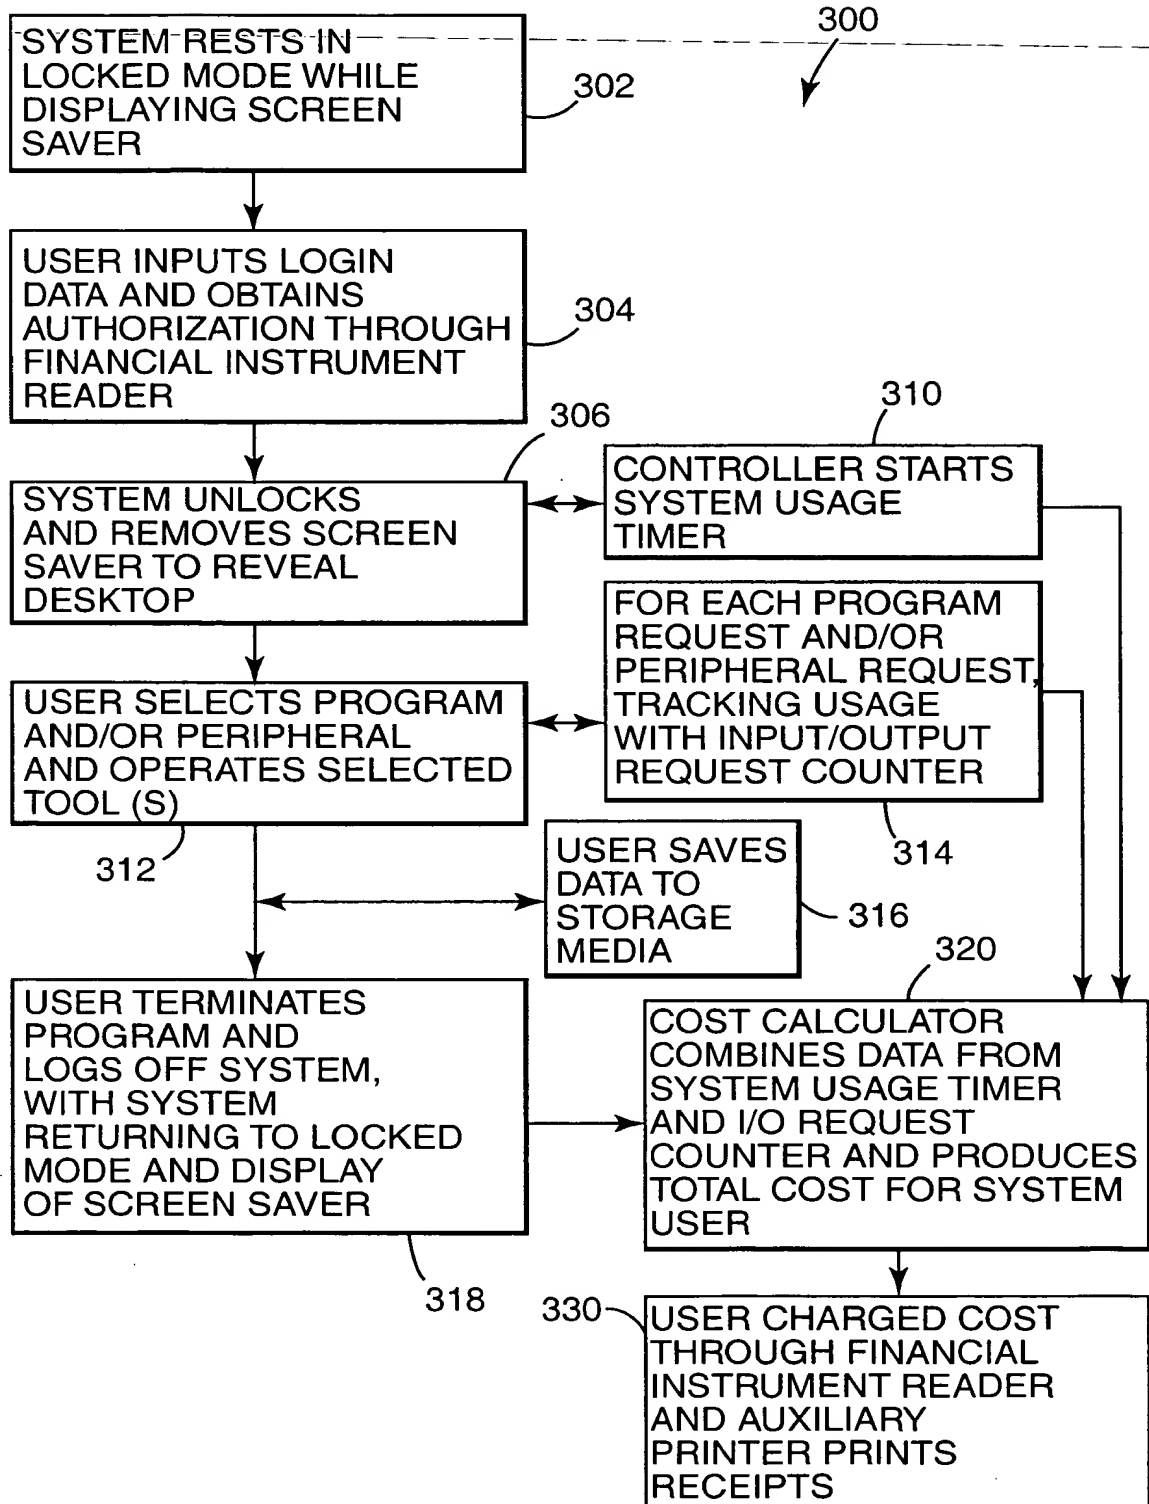 300
SYSTEM RESTS IN
LOCKED MODE WHILE
DISPLAYING SCREEN
SAVER
302
USER INPUTS LOGIN
DATA AND OBTAINS
AUTHORIZATION THROUGH
FINANCIAL INSTRUMENT
READER
304
306
SYSTEM UNLOCKS
AND REMOVES SCREEN
SAVER TO REVEAL
DESKTOP
310
CONTROLLER STARTS
SYSTEM USAGE
TIMER
USER SELECTS PROGRAM
AND/OR PERIPHERAL
AND OPERATES SELECTED
TOOL (S)
312
FOR EACH PROGRAM
REQUEST AND/OR
PERIPHERAL REQUEST,
TRACKING USAGE
WITH INPUT/OUTPUT
REQUEST COUNTER
314
USER SAVES
DATA TO
STORAGE
MEDIA
316
USER TERMINATES
PROGRAM AND
LOGS OFF SYSTEM,
WITH SYSTEM
RETURNING TO LOCKED
MODE AND DISPLAY
OF SCREEN SAVER
318
320
COST CALCULATOR
COMBINES DATA FROM
SYSTEM USAGE TIMER
AND I/O REQUEST
COUNTER AND PRODUCES
TOTAL COST FOR SYSTEM
USER
330
USER CHARGED COST
THROUGH FINANCIAL
INSTRUMENT READER
AND AUXILIARY
PRINTER PRINTS
RECEIPTS